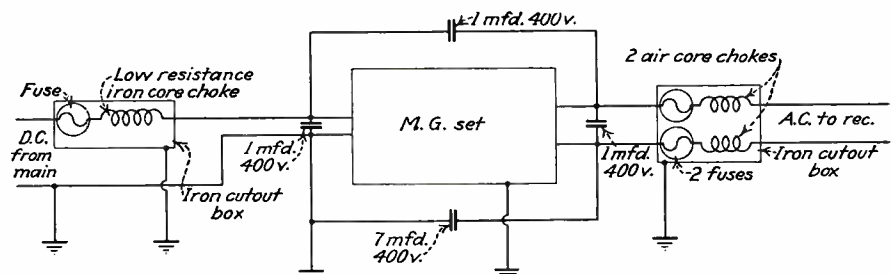 1 mfd. 400 v.
2 air core chokes
Low resistance
iron core choke
Fuse
D.C.
from
main
Iron cutout
box
1 mfd.
400 v.
M. G. set
1 mfd.
400 v.
A.C. to rec.
Iron cutout
box
2 fuses
7 mfd.
400 v.